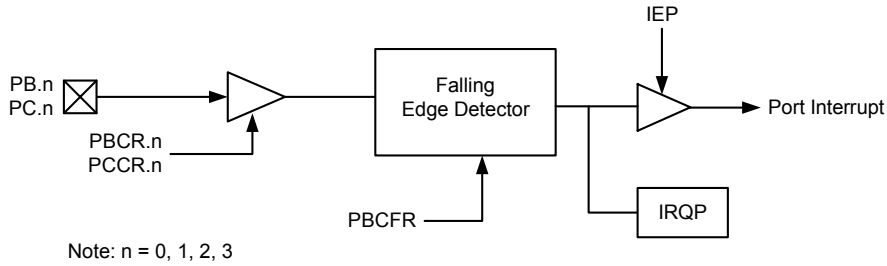 IEP
PB.n
PC.n
Falling
Edge Detector
Port Interrupt
PBCR.n
PCCR.n
PBCFR
IRQP
Note: n = 0, 1, 2, 3